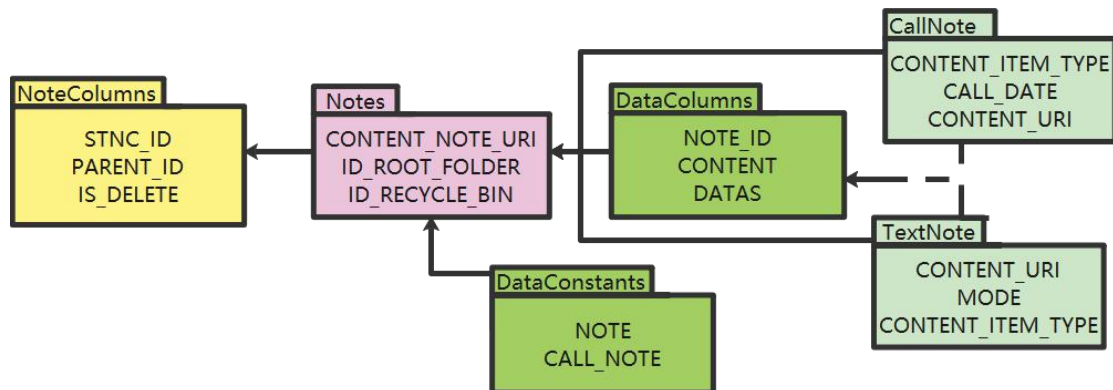 NoteColumns
STNC_ID
PARENT_ID
IS_DELETE
Notes
CONTENT_NOTE_URI
ID_ROOT_FOLDER
ID_RECYCLE_BIN
DataColumns
NOTE_ID
CONTENT
DATAS
CallNote
CONTENT_ITEM_TYPE
CALL_DATE
CONTENT_URI
TextNote
CONTENT_URI
MODE
CONTENT_ITEM_TYPE
DataConstants
NOTE
CALL_NOTE